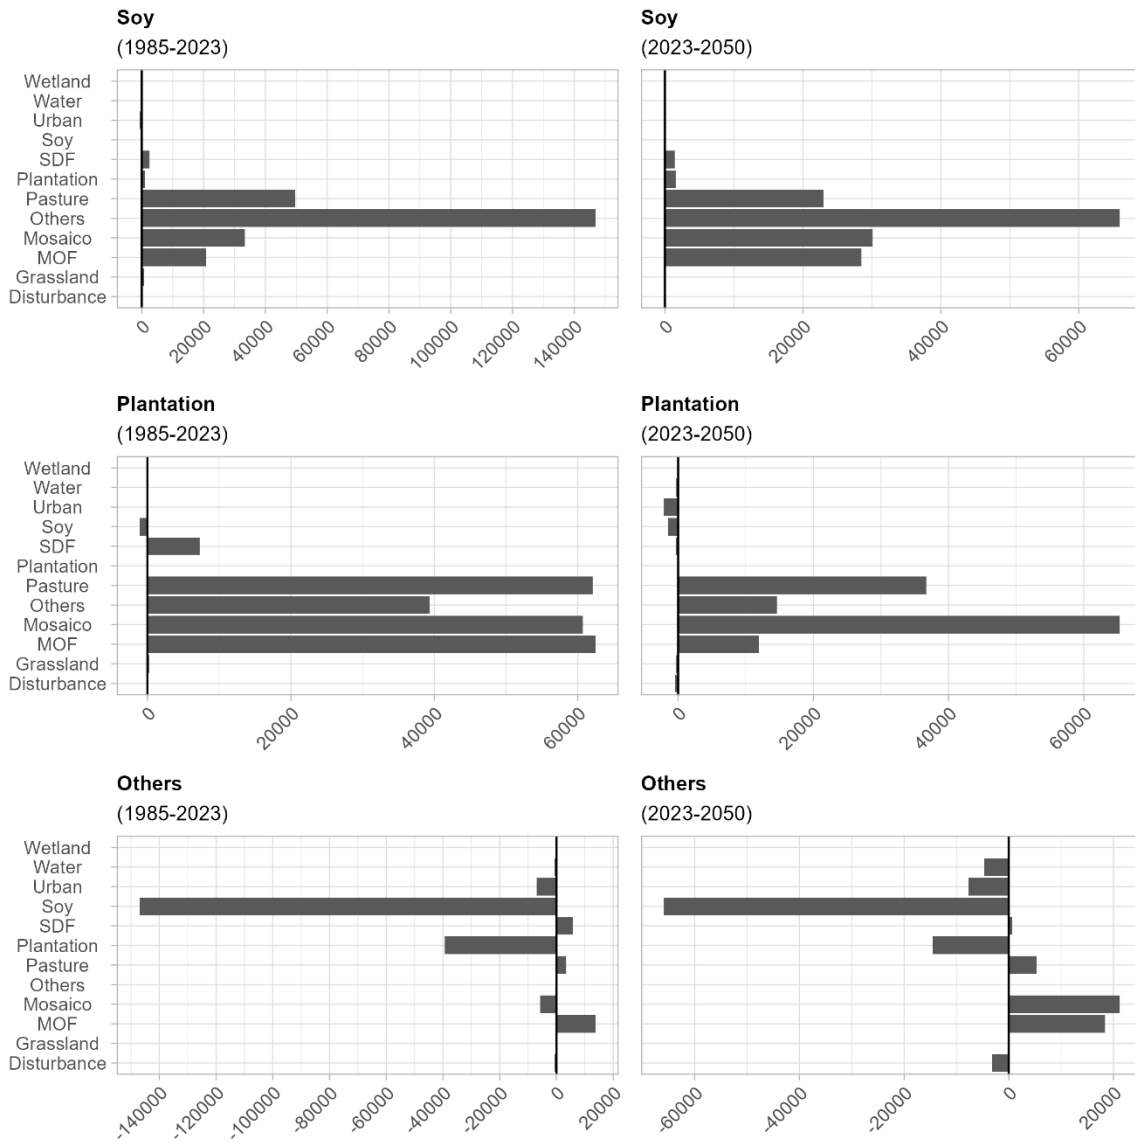 Soy
(1985-2023)
Soy
(2023-2050)
Wetland
Water
Urban
Soy
SDF
Plantation
Pasture
Others
Mosaico
MOF
Grassland
Disturbance
0 20000 40000 60000 80000 100000 120000 140000
0 20000 40000 60000
Plantation
(1985-2023)
Plantation
(2023-2050)
Wetland
Water
Urban
Soy
SDF
Plantation
Pasture
Others
Mosaico
MOF
Grassland
Disturbance
0 20000 40000 60000
0 20000 40000 60000
Others
(1985-2023)
Others
(2023-2050)
Wetland
Water
Urban
Soy
SDF
Plantation
Pasture
Others
Mosaico
MOF
Grassland
Disturbance
-140000 -120000 -100000 -80000 -60000 -40000 -20000 0 20000
-60000 -40000 -20000 0 20000